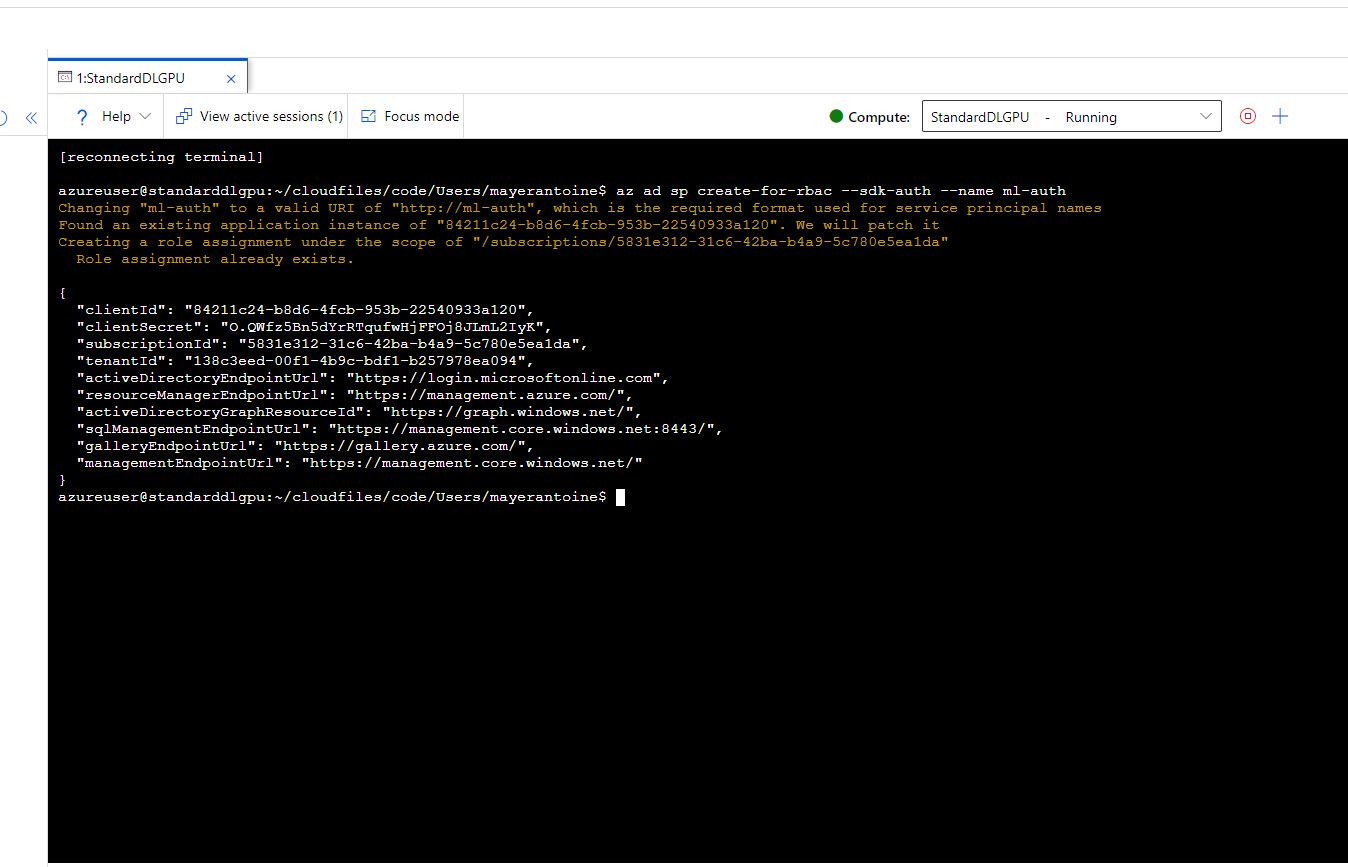 1:StandardDLGPU
? Help
View active sessions (1)
Focus mode
Compute:
StandardDLGPU - Running
[reconnecting terminal]
azureuser@standarddlgpu:~/cloudfiles/code/Users/mayerantoine$ az ad sp create-for-rbac --sdk-auth --name ml-auth
Changing "ml-auth" to a valid URI of "http://ml-auth", which is the required format used for service principal names
Found an existing application instance of "84211c24-b8d6-4fcb-953b-22540933a120". We will patch it
Creating a role assignment under the scope of "/subscriptions/5831e312-31c6-42ba-b4a9-5c780e5ea1da"
  Role assignment already exists.
{
  "clientId": "84211c24-b8d6-4fcb-953b-22540933a120",
  "clientSecret": "O.QWfz5Bn5dYrRTqufwHjFFOj8JLmL2IyK",
  "subscriptionId": "5831e312-31c6-42ba-b4a9-5c780e5ea1da",
  "tenantId": "138c3eed-00f1-4b9c-bdf1-b257978ea094",
  "activeDirectoryEndpointUrl": "https://login.microsoftonline.com",
  "resourceManagerEndpointUrl": "https://management.azure.com/",
  "activeDirectoryGraphResourceId": "https://graph.windows.net/",
  "sqlManagementEndpointUrl": "https://management.core.windows.net:8443/",
  "galleryEndpointUrl": "https://gallery.azure.com/",
  "managementEndpointUrl": "https://management.core.windows.net/"
}
azureuser@standarddlgpu:~/cloudfiles/code/Users/mayerantoine$